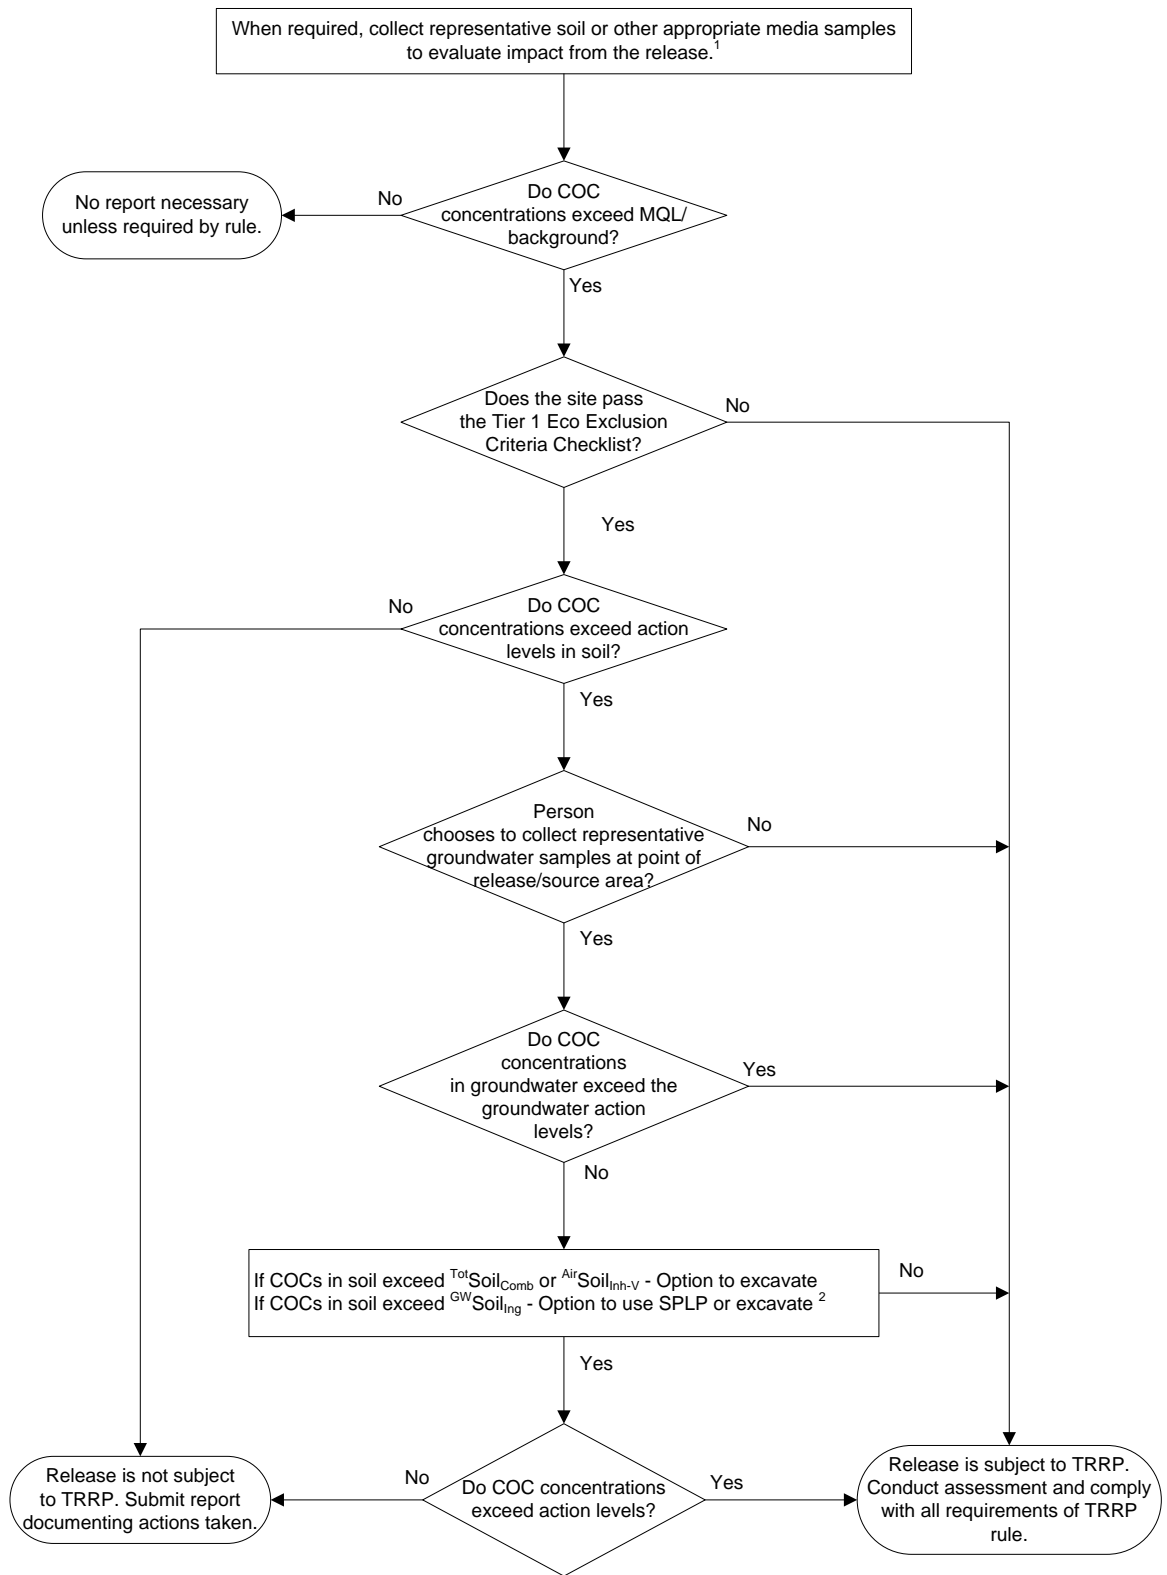 When required, collect representative soil or other appropriate media samples
to evaluate impact from the release.1
Do COC
concentrations exceed MQL/
background?
No
No report necessary
unless required by rule.
Yes
Does the site pass
the Tier 1 Eco Exclusion
Criteria Checklist?
No
Yes
Do COC
concentrations exceed action
levels in soil?
No
Yes
Person
chooses to collect representative
groundwater samples at point of
release/source area?
No
Yes
Do COC
concentrations
in groundwater exceed the
groundwater action
levels?
Yes
No
If COCs in soil exceed TotSoilComb or AirSoilInh-V - Option to excavate
If COCs in soil exceed GWSoilIng - Option to use SPLP or excavate 2
No
Yes
Do COC concentrations
exceed action levels?
No
Yes
Release is not subject
to TRRP. Submit report
documenting actions taken.
Release is subject to TRRP.
Conduct assessment and comply
with all requirements of TRRP
rule.